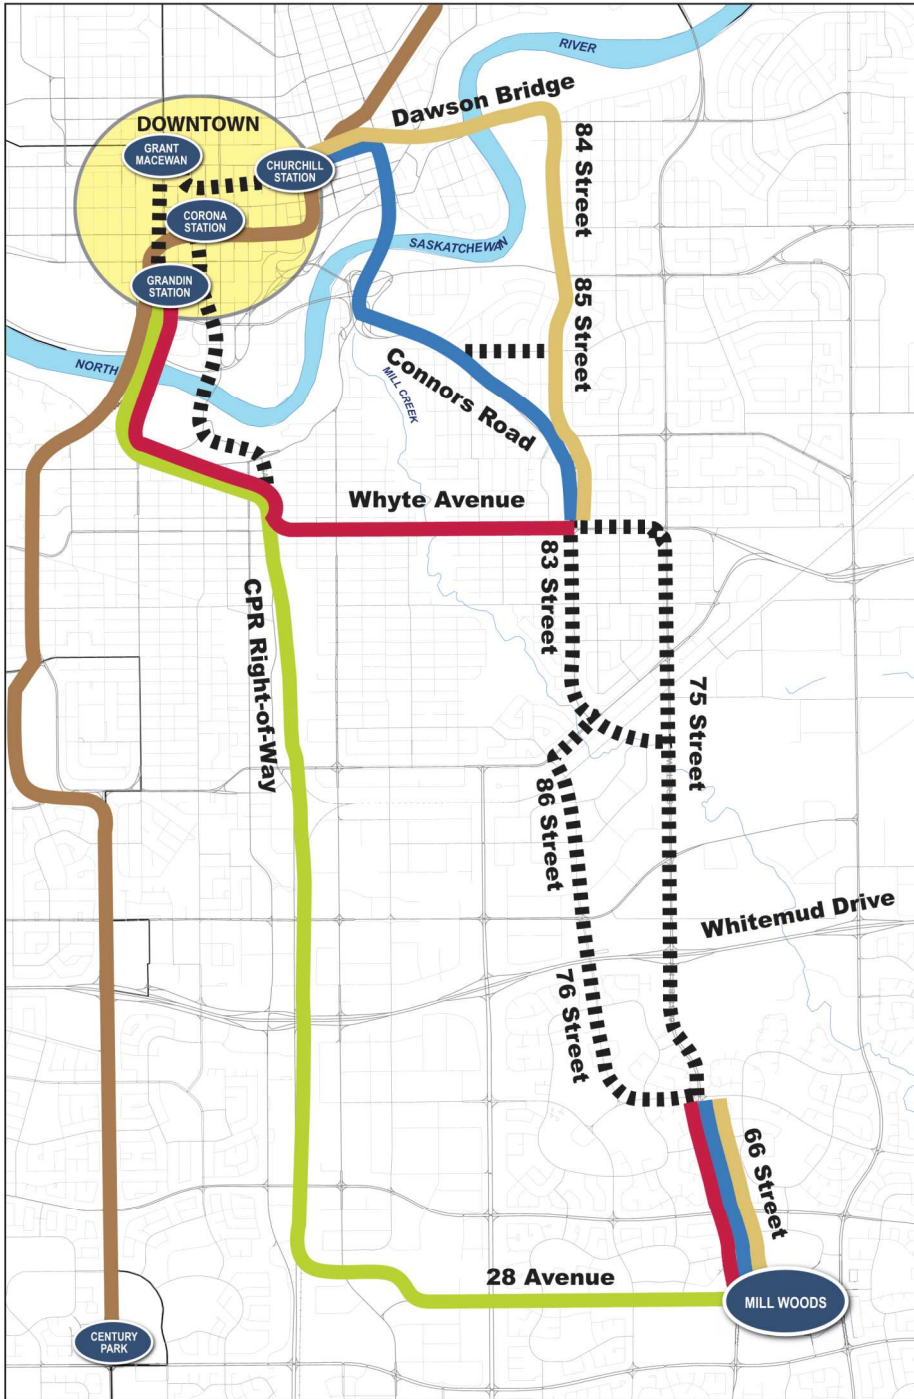 RIVER
Dawson Bridge
DOWNTOWN
GRANT
MACEWAN
CHURCHILL
STATION
84 Street
CORONA
STATION
SASKATCHEWAN
GRANDIN
STATION
85 Street
NORTH
Connors Road
MILL CREEK
Whyte Avenue
83 Street
CPR Right-of-Way
75 Street
86 Street
Whitemud Drive
76 Street
66 Street
28 Avenue
MILL WOODS
CENTURY
PARK